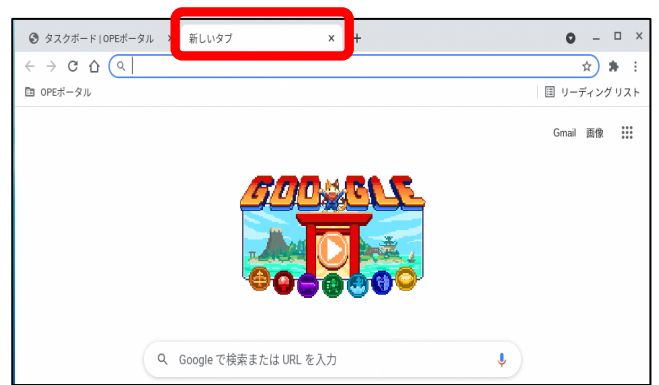 タスクボード | OPEポータル
新しいタブ
OPEポータル
リーディング リスト
Gmail 画像
GOOGLE
Google で検索または URL を入力